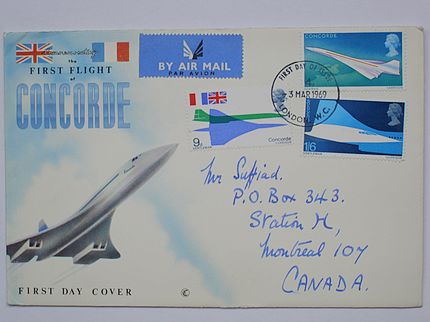 commemorating
the
FIRST FLIGHT
of
CONCORDE
BY AIR MAIL
PAR AVION
CONCORDE
FIRST DAY OF ISSUE
3 MAR 1969
LONDON, W.C.
9d
Concorde
1/6
Mr Suffiad.
P.O. Box 343.
Station M,
Montreal 107
CANADA.
FIRST DAY COVER
©